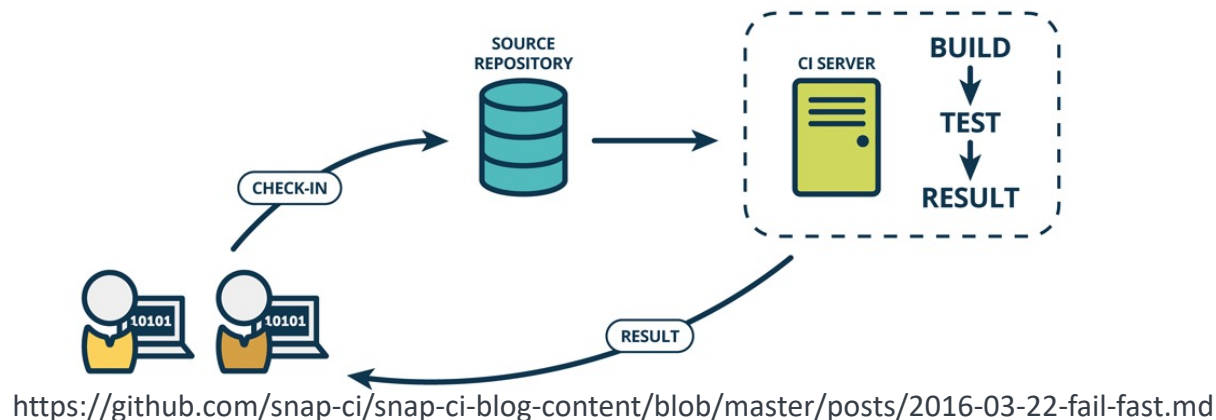 SOURCE
REPOSITORY
CI SERVER
BUILD
TEST
RESULT
CHECK-IN
10101
10101
RESULT
https://github.com/snap-ci/snap-ci-blog-content/blob/master/posts/2016-03-22-fail-fast.md